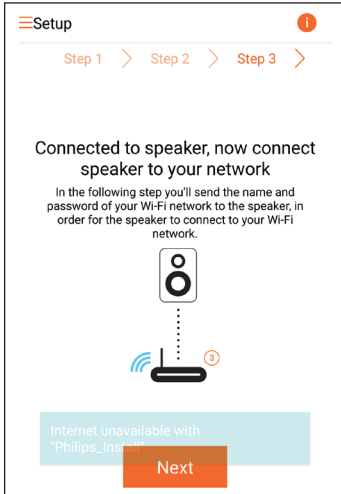 Setup
i
Step 1 > Step 2 > Step 3 >
Connected to speaker, now connect
speaker to your network
In the following step you'll send the name and
password of your Wi-Fi network to the speaker, in
order for the speaker to connect to your Wi-Fi
network.
3
Internet unavailable with
"Philips_Install"
Next